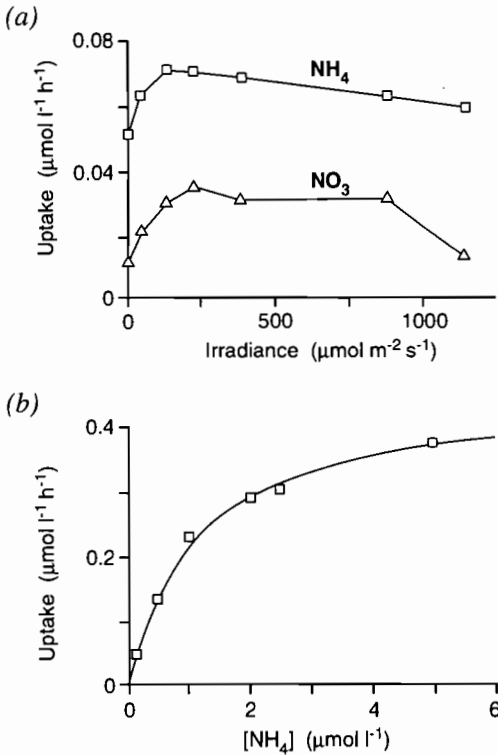 (a)
0.08
0.04
0
Uptake (μmol l⁻¹ h⁻¹)
NH₄
NO₃
0 500 1000
Irradiance (μmol m⁻² s⁻¹)
(b)
0.4
0.2
0
Uptake (μmol l⁻¹ h⁻¹)
0 2 4 6
[NH₄] (μmol l⁻¹)